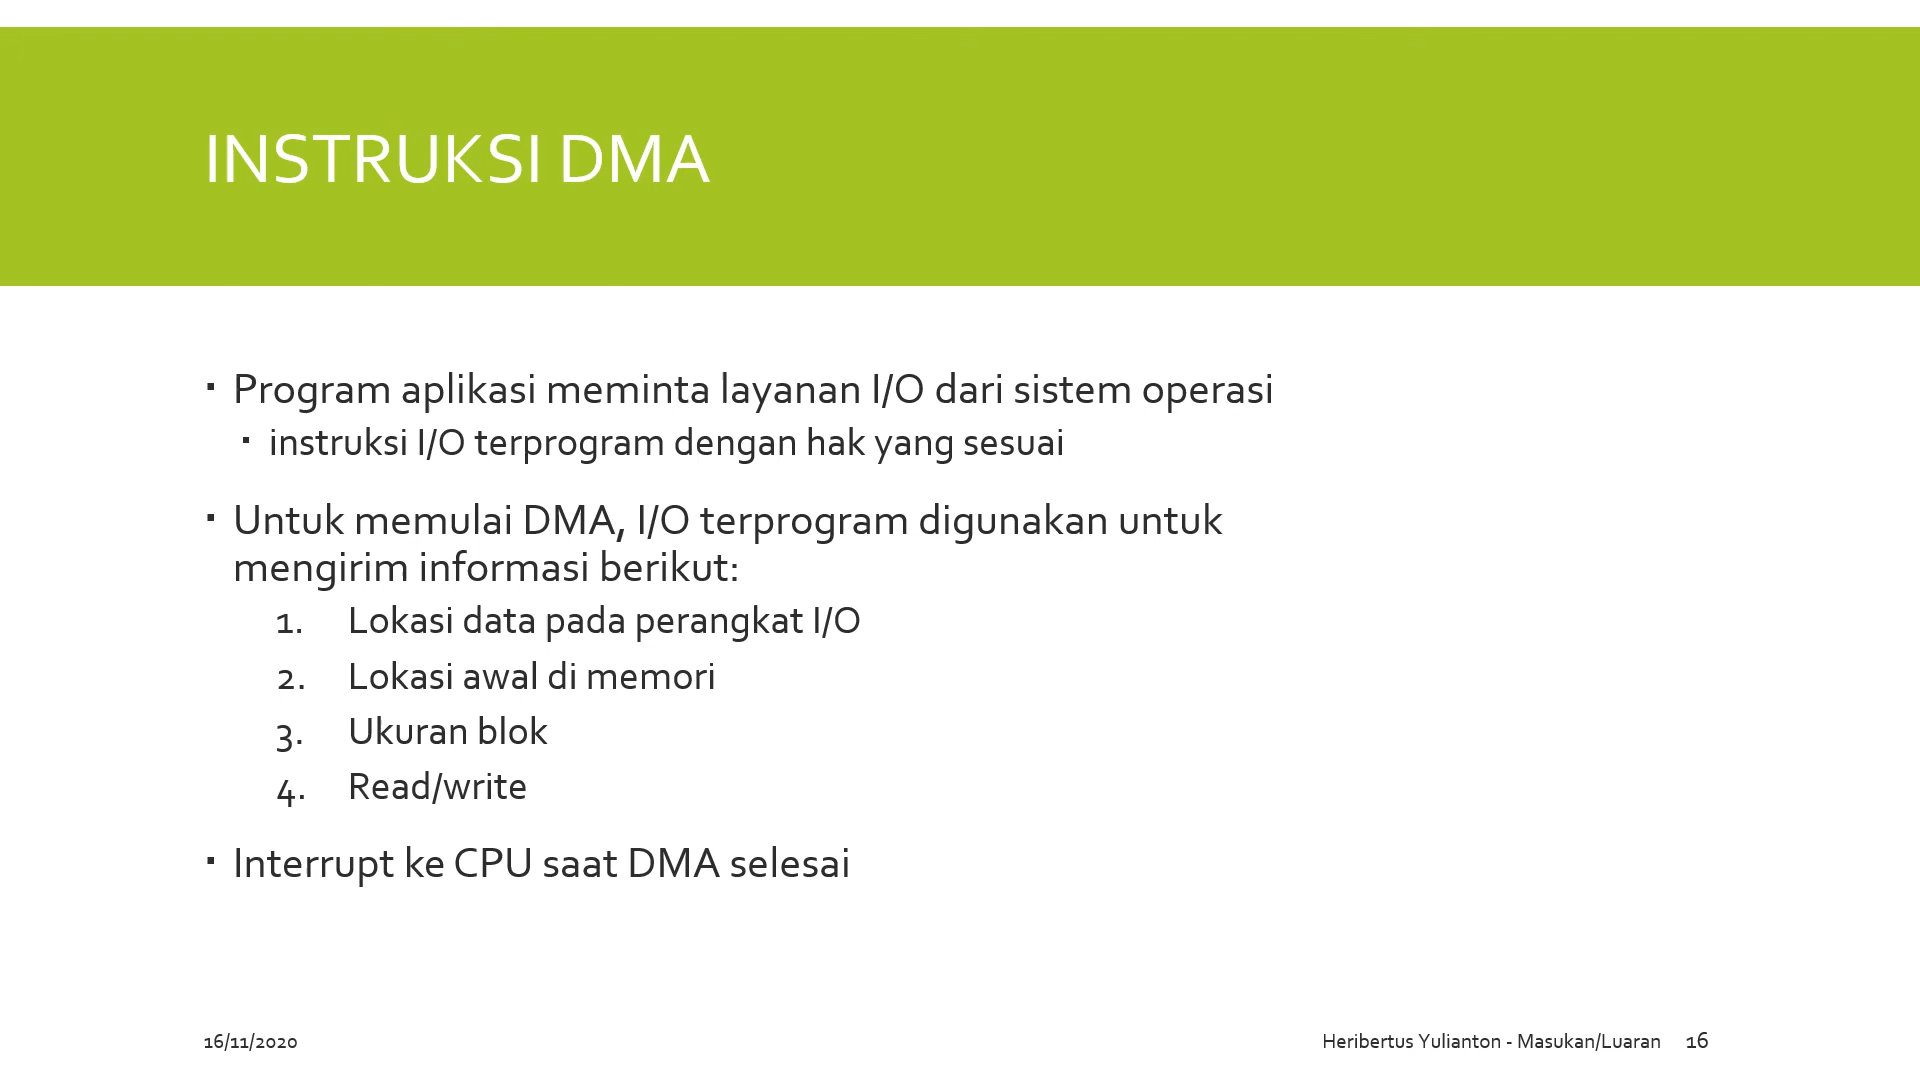 INSTRUKSI DMA
▪ Program aplikasi meminta layanan I/O dari sistem operasi
▪ instruksi I/O terprogram dengan hak yang sesuai
▪ Untuk memulai DMA, I/O terprogram digunakan untuk
mengirim informasi berikut:
1. Lokasi data pada perangkat I/O
2. Lokasi awal di memori
3. Ukuran blok
4. Read/write
▪ Interrupt ke CPU saat DMA selesai
16/11/2020
Heribertus Yulianton - Masukan/Luaran 16